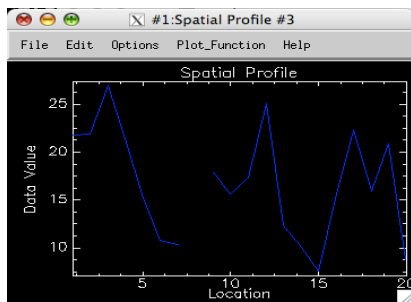 #1:Spatial Profile #3
File Edit Options Plot_Function Help
Spatial Profile
25
20
15
10
Data Value
5 10 15 20
Location